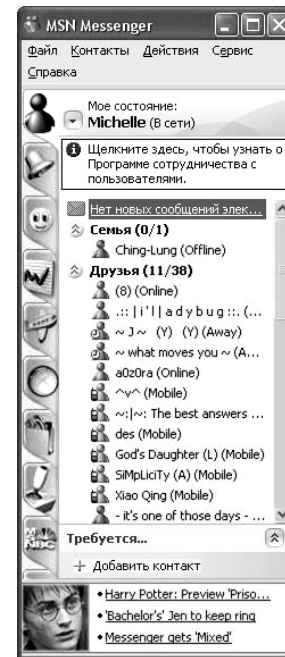 MSN Messenger
Файл Контакты Действия Сервис
Справка
Мое состояние:
Michelle (В сети)
Щелкните здесь, чтобы узнать о
Программе сотрудничества с
пользователями.
Нет новых сообщений элек...
Семья (0/1)
Ching-Lung (Offline)
Друзья (11/38)
(8) (Online)
.:: | i ' l | a d y b u g ::. (...
~ J ~ (Y) (Y) (Away)
~ what moves you ~ (A...
a0z0ra (Online)
^v^ (Mobile)
~:|~: The best answers ...
des (Mobile)
God's Daughter (L) (Mobile)
SiMpLiciTy (A) (Mobile)
Xiao Qing (Mobile)
- it's one of those days - ...
Требуется...
+ Добавить контакт
• Harry Potter: Preview 'Priso...
• 'Bachelor's' Jen to keep ring
• Messenger gets 'Mixed'